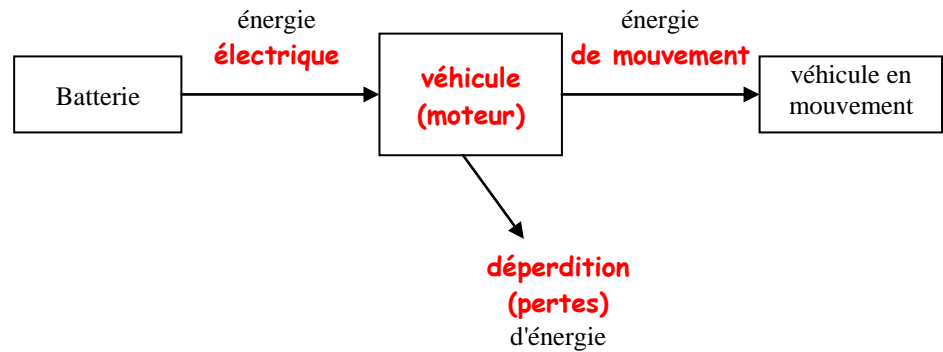 énergie
électrique
énergie
de mouvement
Batterie
véhicule
(moteur)
véhicule en
mouvement
déperdition
(pertes)
d'énergie